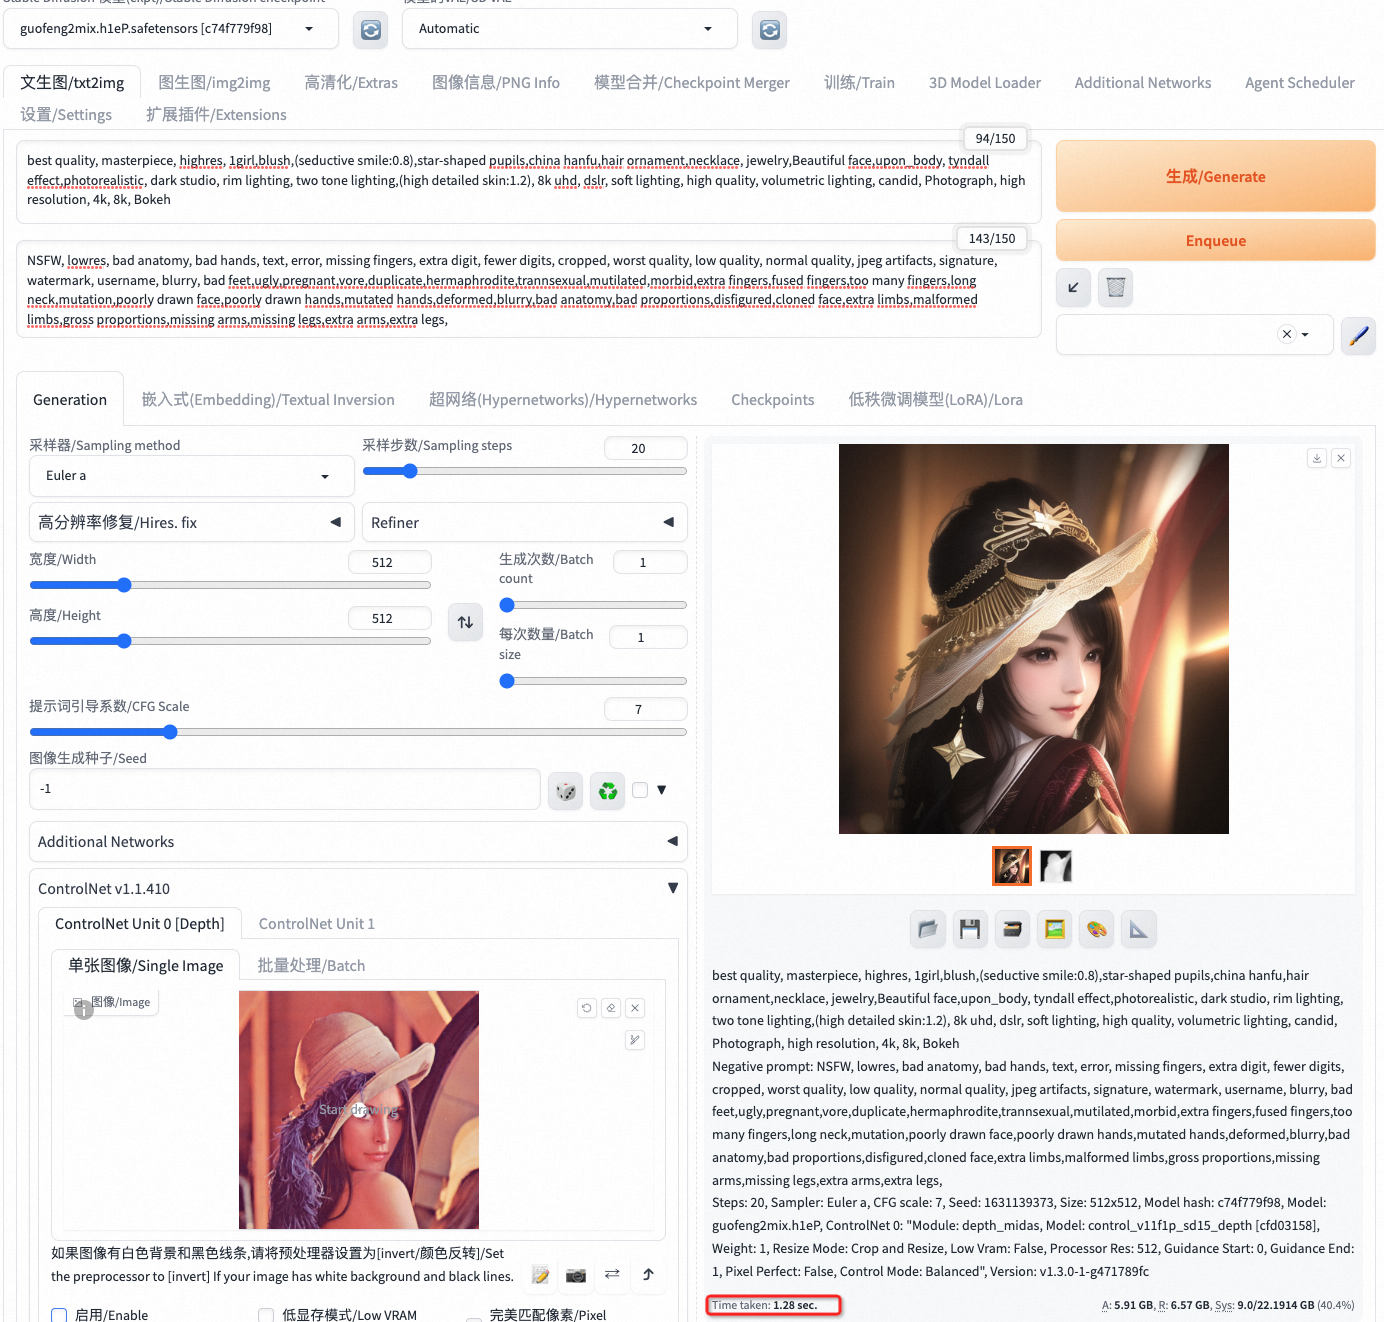 guofeng2mix.h1eP.safetensors [c74f779f98]
Automatic
文生图/txt2img
图生图/img2img
高清化/Extras
图像信息/PNG Info
模型合并/Checkpoint Merger
训练/Train
3D Model Loader
Additional Networks
Agent Scheduler
设置/Settings
扩展插件/Extensions
94/150
best quality, masterpiece, highres, 1girl,blush,(seductive smile:0.8),star-shaped pupils,china hanfu,hair ornament,necklace, jewelry,Beautiful face,upon_body, tyndall
effect,photorealistic, dark studio, rim lighting, two tone lighting,(high detailed skin:1.2), 8k uhd, dslr, soft lighting, high quality, volumetric lighting, candid, Photograph, high
resolution, 4k, 8k, Bokeh
生成/Generate
143/150
NSFW, lowres, bad anatomy, bad hands, text, error, missing fingers, extra digit, fewer digits, cropped, worst quality, low quality, normal quality, jpeg artifacts, signature,
watermark, username, blurry, bad feet,ugly,pregnant,vore,duplicate,hermaphrodite,trannsexual,mutilated,morbid,extra fingers,fused fingers,too many fingers,long
neck,mutation,poorly drawn face,poorly drawn hands,mutated hands,deformed,blurry,bad anatomy,bad proportions,disfigured,cloned face,extra limbs,malformed
limbs,gross proportions,missing arms,missing legs,extra arms,extra legs,
Enqueue
Generation
嵌入式(Embedding)/Textual Inversion
超网络(Hypernetworks)/Hypernetworks
Checkpoints
低秩微调模型(LoRA)/Lora
采样器/Sampling method
Euler a
采样步数/Sampling steps
20
高分辨率修复/Hires. fix
Refiner
宽度/Width
512
生成次数/Batch
count
1
高度/Height
512
每次数量/Batch
size
1
提示词引导系数/CFG Scale
7
图像生成种子/Seed
-1
Additional Networks
ControlNet v1.1.410
ControlNet Unit 0 [Depth]
ControlNet Unit 1
单张图像/Single Image
批量处理/Batch
图像/Image
Start drawing
如果图像有白色背景和黑色线条,请将预处理器设置为[invert/颜色反转]/Set
the preprocessor to [invert] If your image has white background and black lines.
启用/Enable
低显存模式/Low VRAM
完美匹配像素/Pixel
best quality, masterpiece, highres, 1girl,blush,(seductive smile:0.8),star-shaped pupils,china hanfu,hair
ornament,necklace, jewelry,Beautiful face,upon_body, tyndall effect,photorealistic, dark studio, rim lighting,
two tone lighting,(high detailed skin:1.2), 8k uhd, dslr, soft lighting, high quality, volumetric lighting, candid,
Photograph, high resolution, 4k, 8k, Bokeh
Negative prompt: NSFW, lowres, bad anatomy, bad hands, text, error, missing fingers, extra digit, fewer digits,
cropped, worst quality, low quality, normal quality, jpeg artifacts, signature, watermark, username, blurry, bad
feet,ugly,pregnant,vore,duplicate,hermaphrodite,trannsexual,mutilated,morbid,extra fingers,fused fingers,too
many fingers,long neck,mutation,poorly drawn face,poorly drawn hands,mutated hands,deformed,blurry,bad
anatomy,bad proportions,disfigured,cloned face,extra limbs,malformed limbs,gross proportions,missing
arms,missing legs,extra arms,extra legs,
Steps: 20, Sampler: Euler a, CFG scale: 7, Seed: 1631139373, Size: 512x512, Model hash: c74f779f98, Model:
guofeng2mix.h1eP, ControlNet 0: "Module: depth_midas, Model: control_v11f1p_sd15_depth [cfd03158],
Weight: 1, Resize Mode: Crop and Resize, Low Vram: False, Processor Res: 512, Guidance Start: 0, Guidance End:
1, Pixel Perfect: False, Control Mode: Balanced", Version: v1.3.0-1-g471789fc
Time taken: 1.28 sec.
A: 5.91 GB, R: 6.57 GB, Sys: 9.0/22.1914 GB (40.4%)